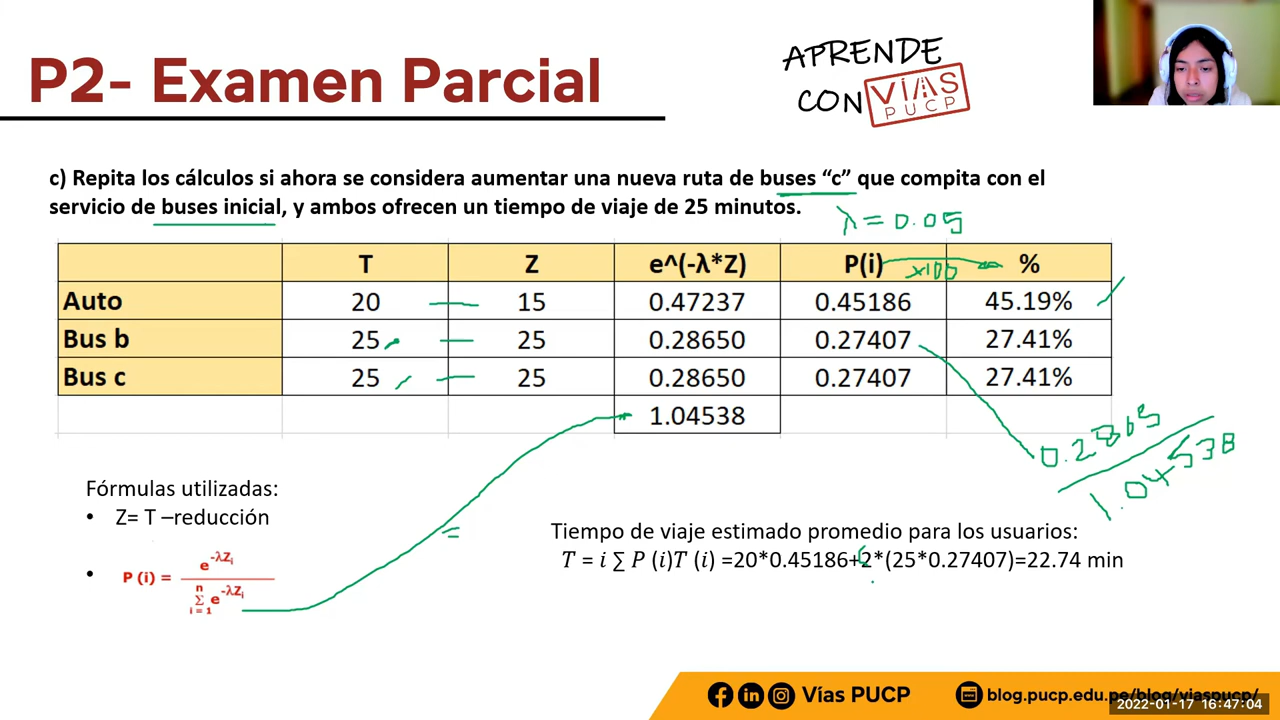 P2- Examen Parcial
APRENDE
CON VÍAS
PUCP
c) Repita los cálculos si ahora se considera aumentar una nueva ruta de buses “c” que compita con el
servicio de buses inicial, y ambos ofrecen un tiempo de viaje de 25 minutos.
λ = 0.05
T Z e^(-λ*Z) P(i) x100 %
Auto 20 15 0.47237 0.45186 45.19%
Bus b 25 25 0.28650 0.27407 27.41%
Bus c 25 25 0.28650 0.27407 27.41%
1.04538
0.2865
1.04538
Fórmulas utilizadas:
• Z= T –reducción
=
• P (i) = e^-λZi / n Σ i = 1 e^-λZi
Tiempo de viaje estimado promedio para los usuarios:
T = i ∑ P (i)T (i) =20*0.45186+2*(25*0.27407)=22.74 min
Vías PUCP
blog.pucp.edu.pe/blog/viaspucp/
2022-01-17 16:47:04